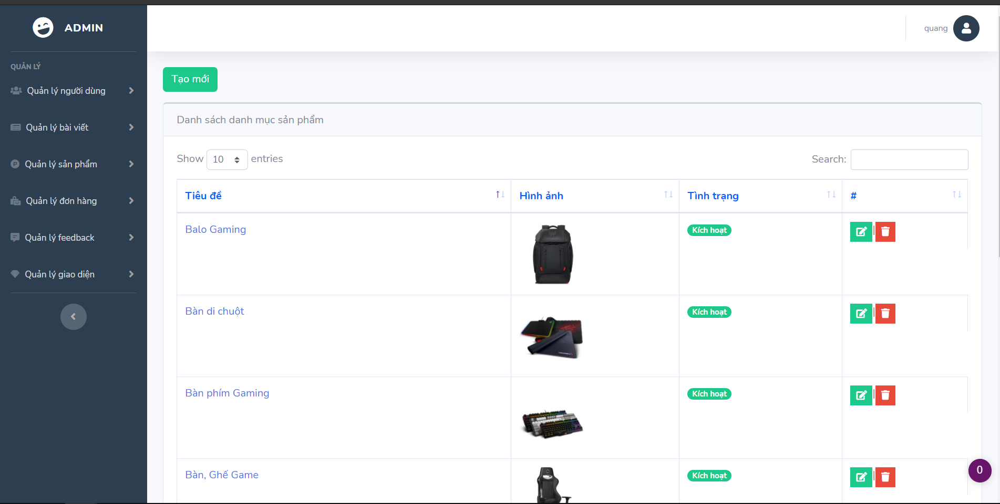 ADMIN
quang
QUẢN LÝ
Quản lý người dùng
Quản lý bài viết
Quản lý sản phẩm
Quản lý đơn hàng
Quản lý feedback
Quản lý giao diện
Tạo mới
Danh sách danh mục sản phẩm
Show 10 entries
Search:
Tiêu đề Hình ảnh Tình trạng #
Balo Gaming Kích hoạt |
Bàn di chuột Kích hoạt |
Bàn phím Gaming Kích hoạt |
Bàn, Ghế Game Kích hoạt |
0